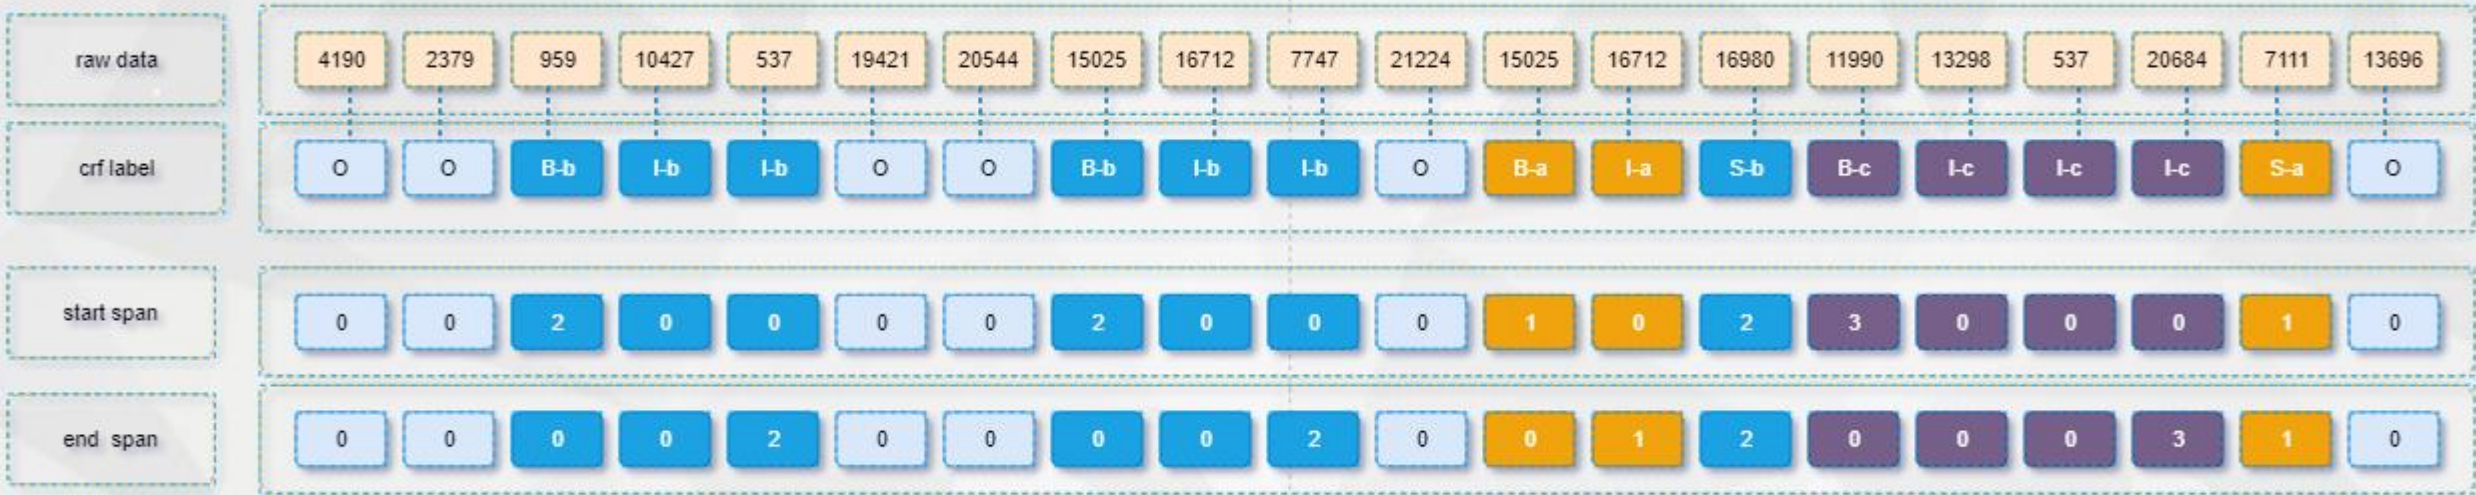 raw data 4190 2379 959 10427 537 19421 20544 15025 16712 7747 21224 15025 16712 16980 11990 13298 537 20684 7111 13696
crf label O O B-b I-b I-b O O B-b I-b I-b O B-a I-a S-b B-c I-c I-c I-c S-a O
start span 0 0 2 0 0 0 0 2 0 0 0 1 0 2 3 0 0 0 1 0
end span 0 0 0 0 2 0 0 0 0 2 0 0 1 2 0 0 0 3 1 0